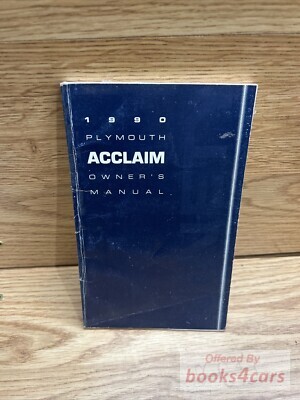 1990
PLYMOUTH
ACCLAIM
OWNER'S
MANUAL
Offered By
books4cars